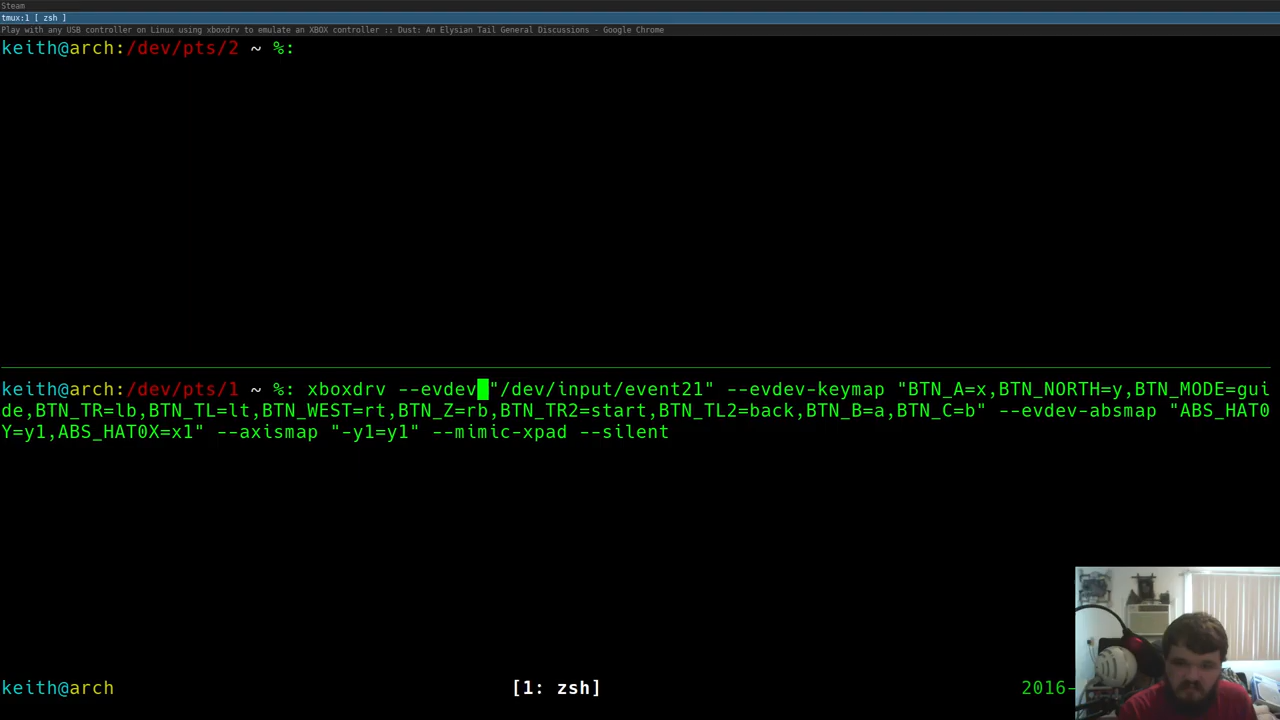 Steam
tmux:1 [ zsh ]
Play with any USB controller on Linux using xboxdrv to emulate an XBOX controller :: Dust: An Elysian Tail General Discussions - Google Chrome
keith@arch:/dev/pts/2 ~ %:
keith@arch:/dev/pts/1 ~ %: xboxdrv --evdev "/dev/input/event21" --evdev-keymap "BTN_A=x,BTN_NORTH=y,BTN_MODE=gui
de,BTN_TR=lb,BTN_TL=lt,BTN_WEST=rt,BTN_Z=rb,BTN_TR2=start,BTN_TL2=back,BTN_B=a,BTN_C=b" --evdev-absmap "ABS_HAT0
Y=y1,ABS_HAT0X=x1" --axismap "-y1=y1" --mimic-xpad --silent
keith@arch [1: zsh] 2016-